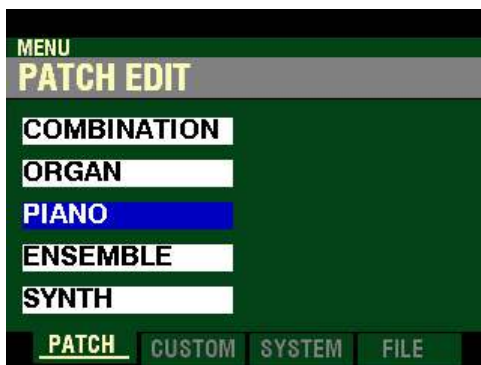 MENU
PATCH EDIT
COMBINATION
ORGAN
PIANO
ENSEMBLE
SYNTH
PATCH CUSTOM SYSTEM FILE